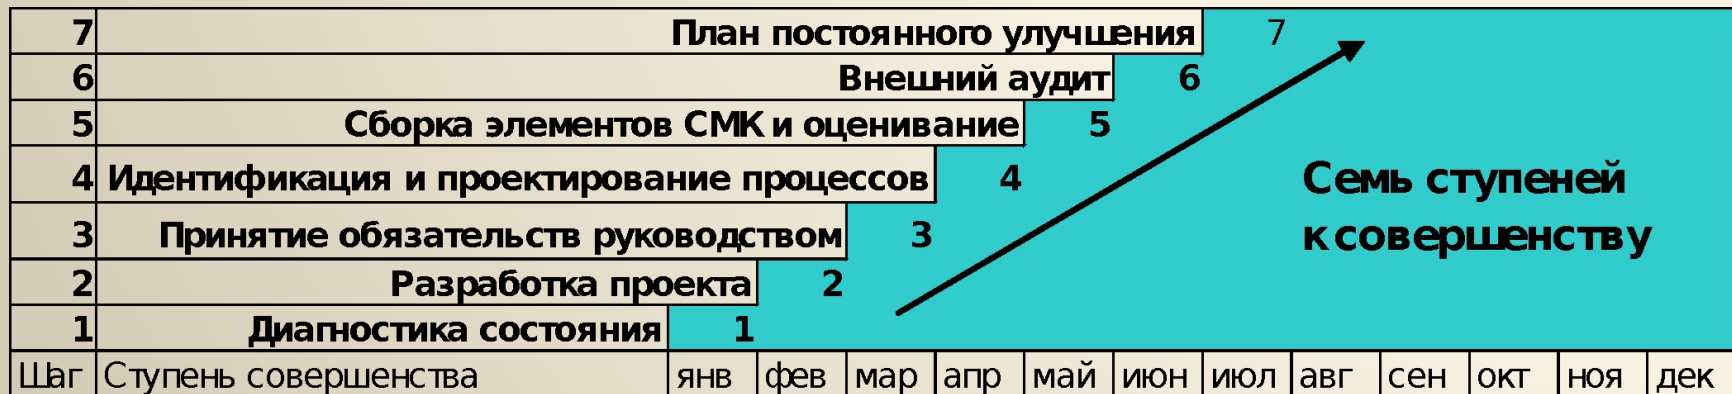 7 План постоянного улучшения 7
6 Внешний аудит 6
5 Сборка элементов СМК и оценивание 5
4 Идентификация и проектирование процессов 4
3 Принятие обязательств руководством 3
2 Разработка проекта 2
1 Диагностика состояния 1
Семь ступеней
к совершенству
Шаг Ступень совершенства янв фев мар апр май июн июл авг сен окт ноя дек